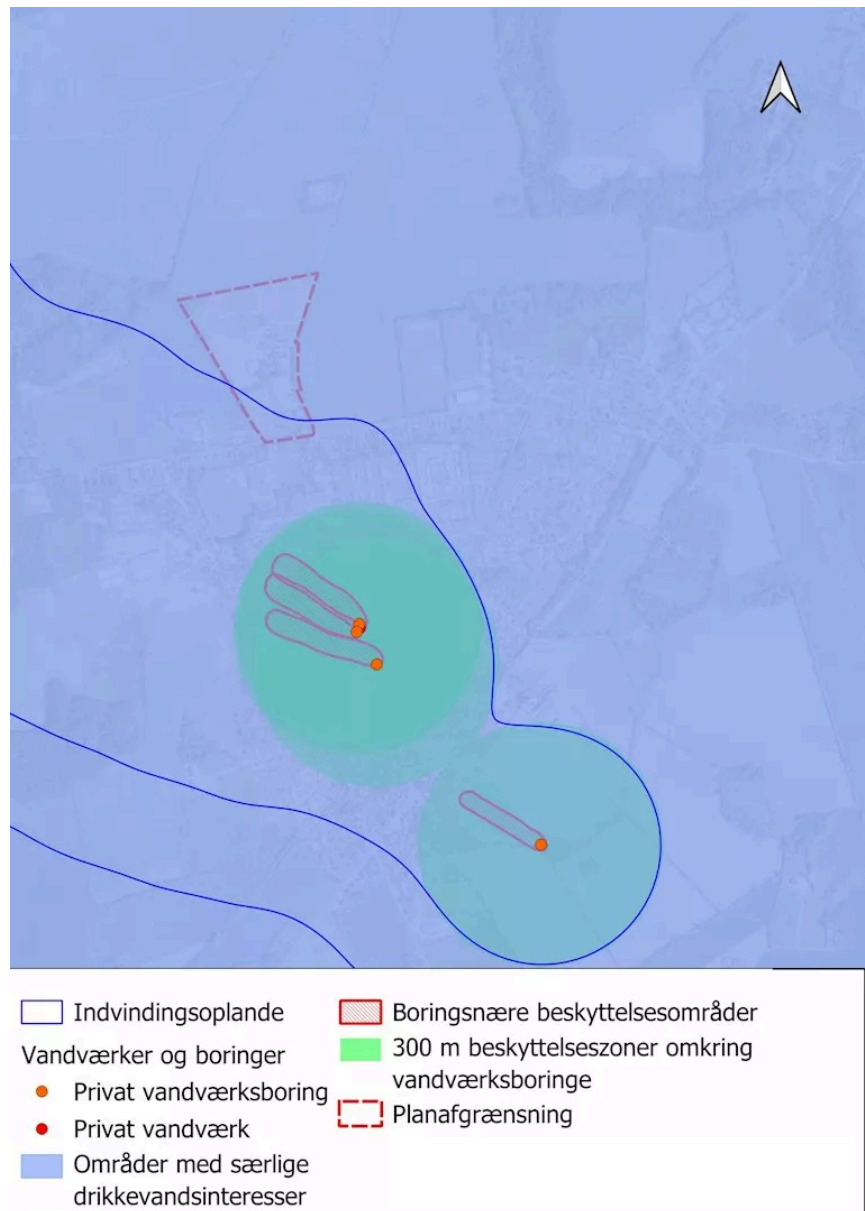 Indvindingsoplande
Vandværker og boringer
Privat vandværksboring
Privat vandværk
Områder med særlige
drikkevandsinteresser
Boringsnære beskyttelsesområder
300 m beskyttelseszoner omkring
vandværksboringe
Planafgrænsning